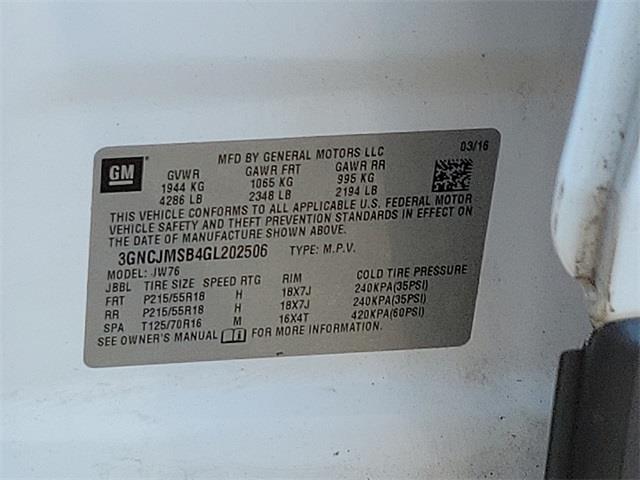 GM
MFD BY GENERAL MOTORS LLC 03/16
GVWR GAWR FRT GAWR RR
1944 KG 1065 KG 995 KG
4286 LB 2348 LB 2194 LB
THIS VEHICLE CONFORMS TO ALL APPLICABLE U.S. FEDERAL MOTOR
VEHICLE SAFETY AND THEFT PREVENTION STANDARDS IN EFFECT ON
THE DATE OF MANUFACTURE SHOWN ABOVE.
3GNCJMSB4GL202506 TYPE: M.P.V.
MODEL: JW76
JBBL TIRE SIZE SPEED RTG RIM COLD TIRE PRESSURE
FRT P215/55R18 H 18X7J 240KPA(35PSI)
RR P215/55R18 H 18X7J 240KPA(35PSI)
SPA T125/70R16 M 16X4T 420KPA(60PSI)
SEE OWNER'S MANUAL FOR MORE INFORMATION.